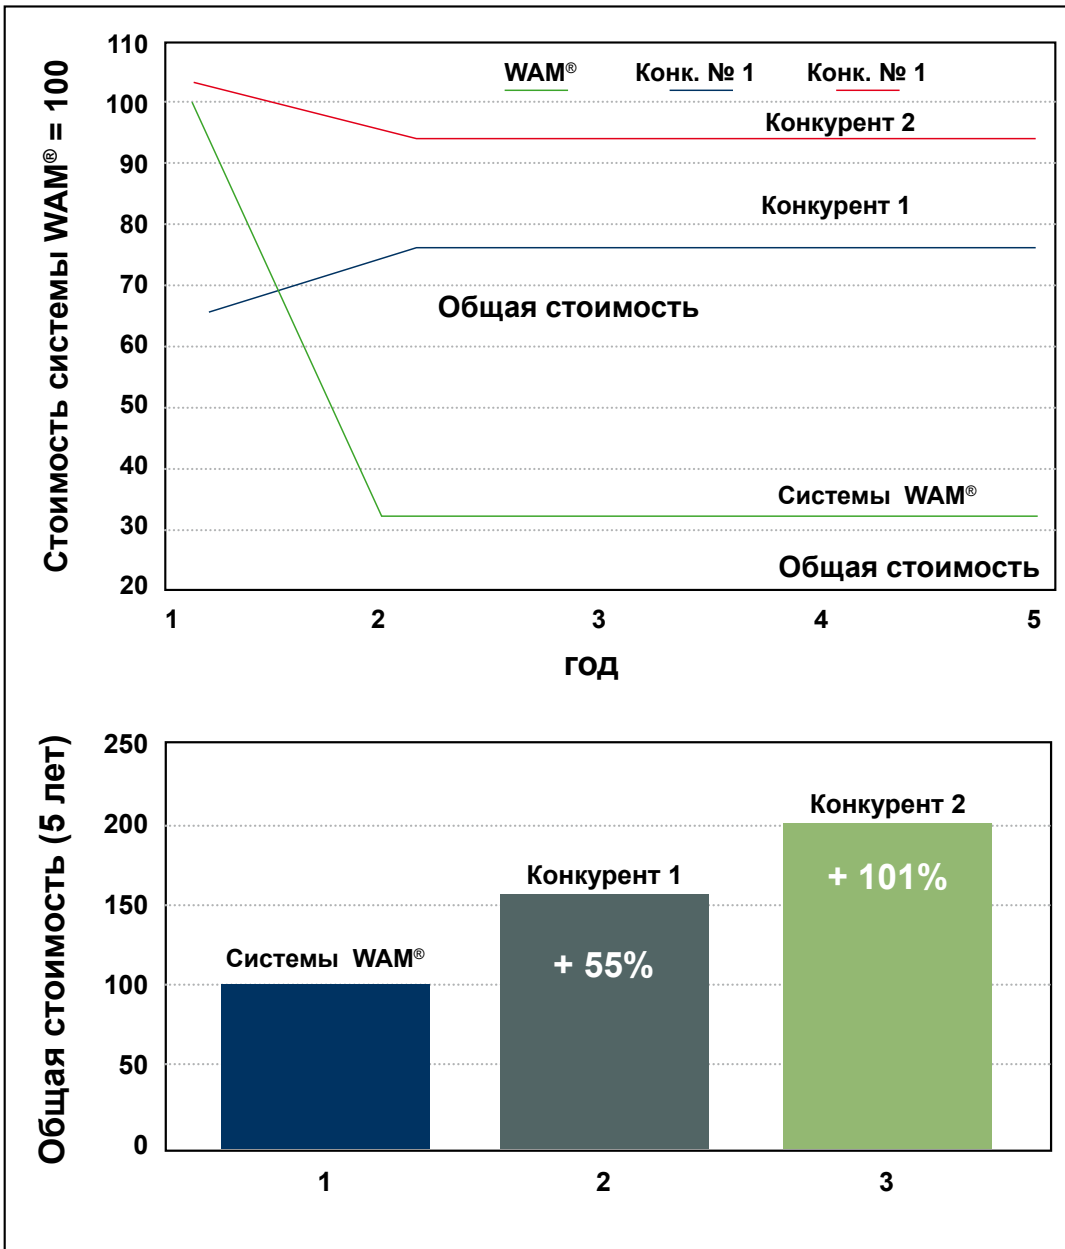 Стоимость системы WAM® = 100
110
100
90
80
70
60
50
40
30
20
WAM®
Конк. № 1
Конк. № 1
Конкурент 2
Конкурент 1
Общая стоимость
Системы WAM®
Общая стоимость
1
2
3
4
5
год
Общая стоимость (5 лет)
250
200
150
100
50
0
Системы WAM®
Конкурент 1
+ 55%
Конкурент 2
+ 101%
1
2
3